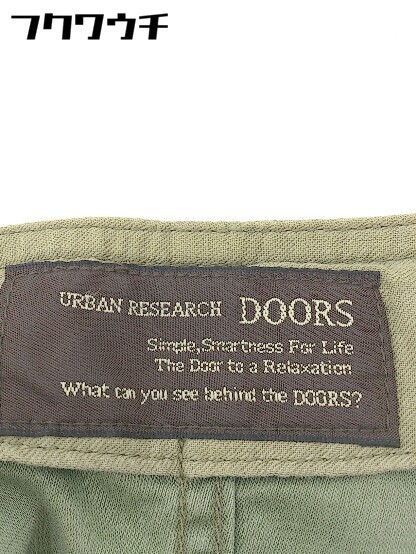 フクワウチ
URBAN RESEARCH DOORS
Simple,Smartness For Life
The Door to a Relaxation
What can you see behind the DOORS?